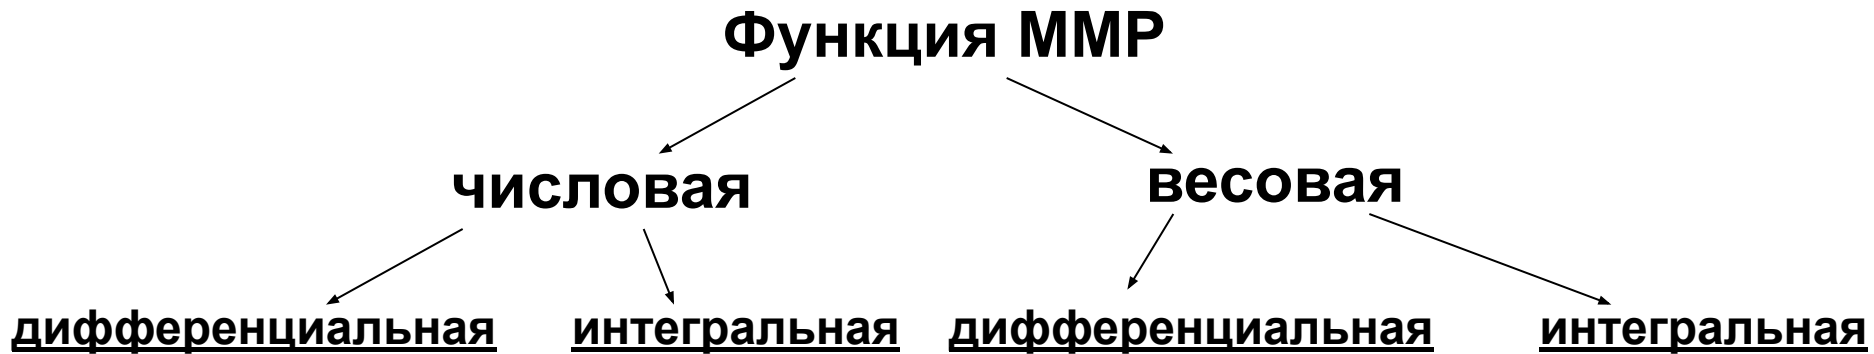 Функция ММР
числовая весовая
дифференциальная интегральная дифференциальная интегральная